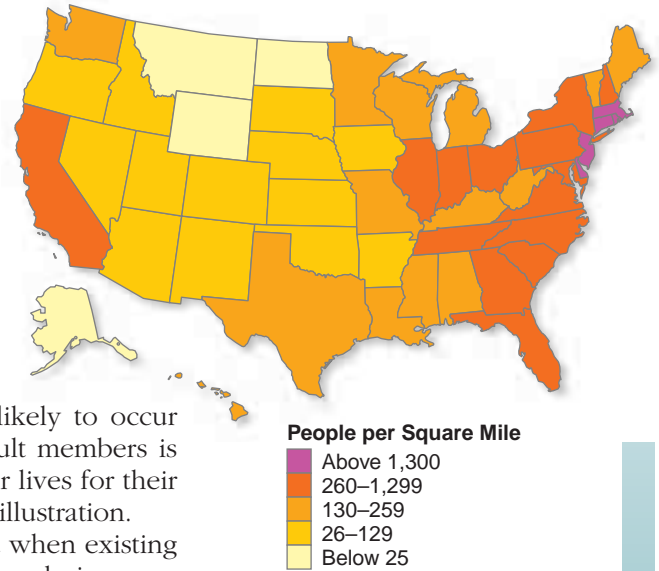 likely to occur
ult members is
r lives for their
illustration.
when existing
People per Square Mile
Above 1,300
260–1,299
130–259
26–129
Below 25